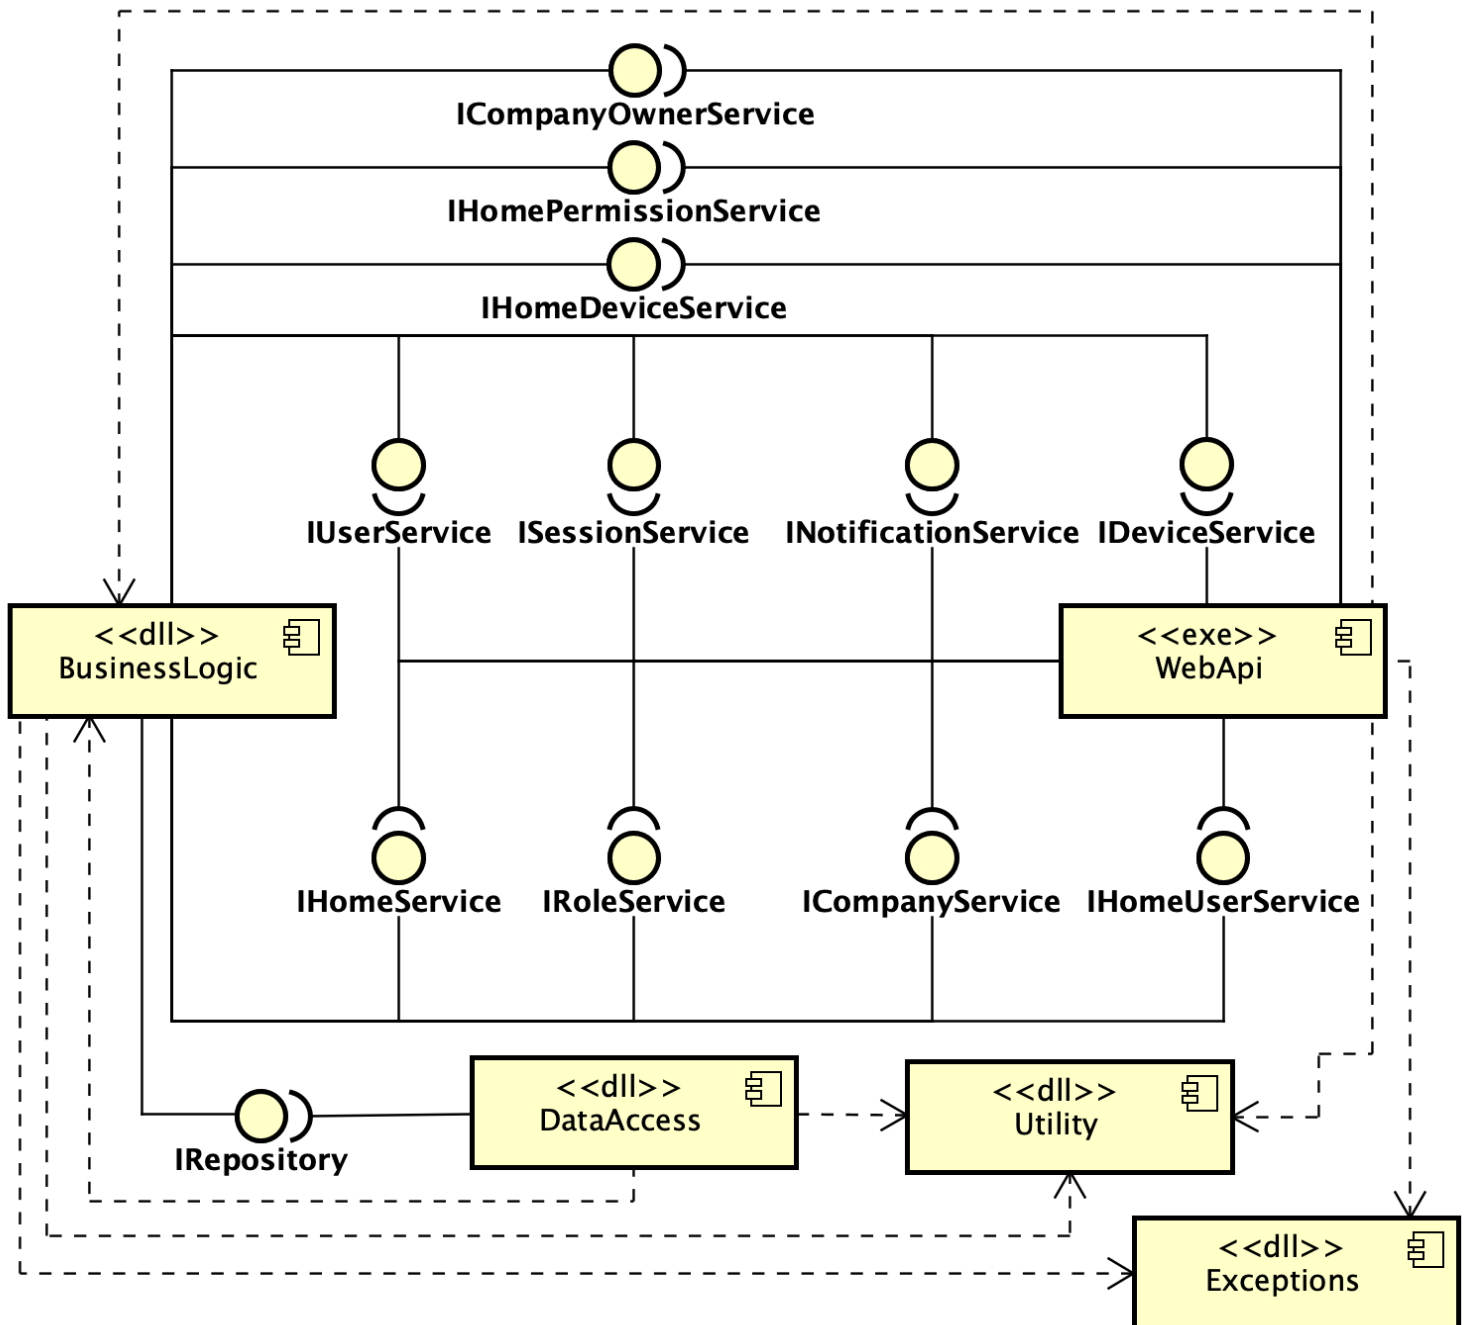 ICompanyOwnerService
IHomePermissionService
IHomeDeviceService
IUserService
ISessionService
INotificationService
IDeviceService
<<dll>>
BusinessLogic
<<exe>>
WebApi
IHomeService
IRoleService
ICompanyService
IHomeUserService
<<dll>>
DataAccess
<<dll>>
Utility
IRepository
<<dll>>
Exceptions